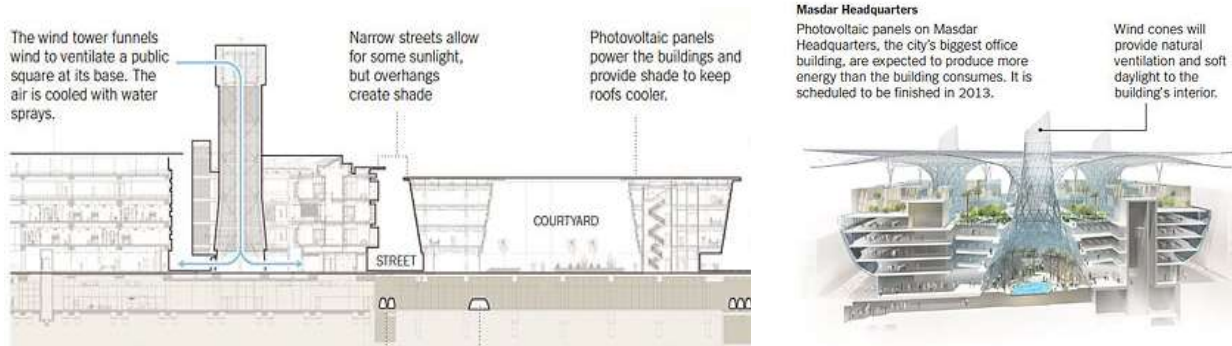 The wind tower funnels
wind to ventilate a public
square at its base. The
air is cooled with water
sprays.
Narrow streets allow
for some sunlight,
but overhangs
create shade
Photovoltaic panels
power the buildings and
provide shade to keep
roofs cooler.
COURTYARD
STREET
Masdar Headquarters
Photovoltaic panels on Masdar
Headquarters, the city's biggest office
building, are expected to produce more
energy than the building consumes. It is
scheduled to be finished in 2013.
Wind cones will
provide natural
ventilation and soft
daylight to the
building's interior.